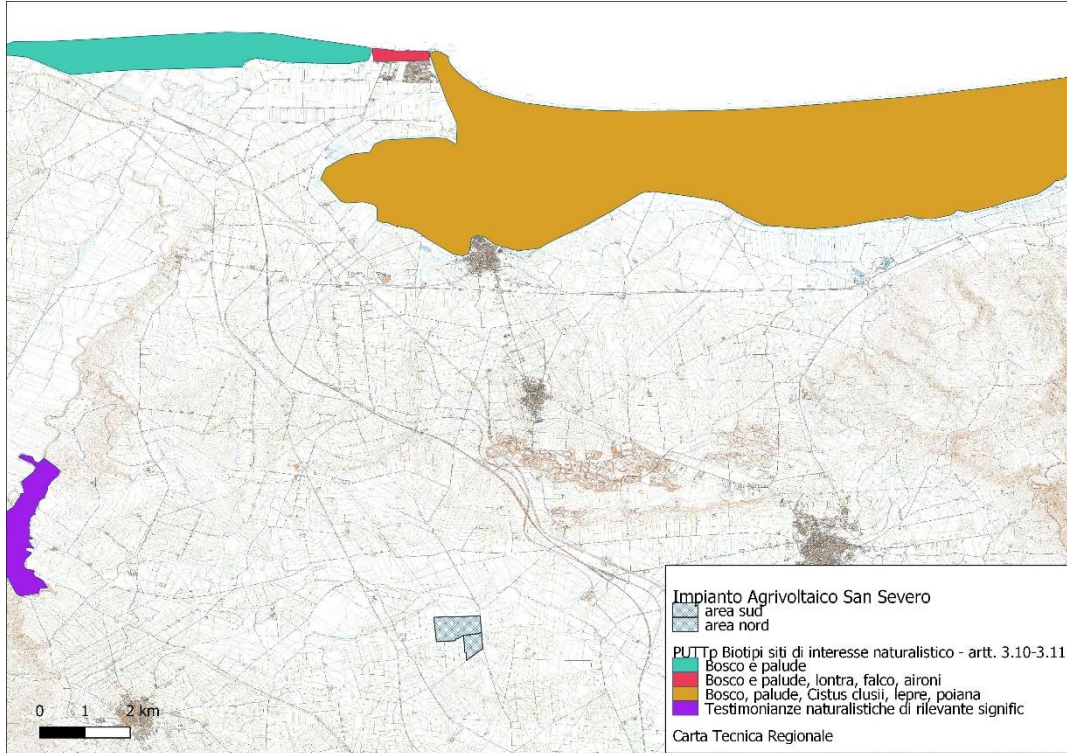 Impianto Agrivoltaico San Severo
area sud
area nord
PUTTp Biotipi siti di interesse naturalistico - artt. 3.10-3.11
Bosco e palude
Bosco e palude, lontra, falco, aironi
Bosco, palude, Cistus clusii, lepre, poiana
Testimonianze naturalistiche di rilevante signific
Carta Tecnica Regionale
0 1 2 km